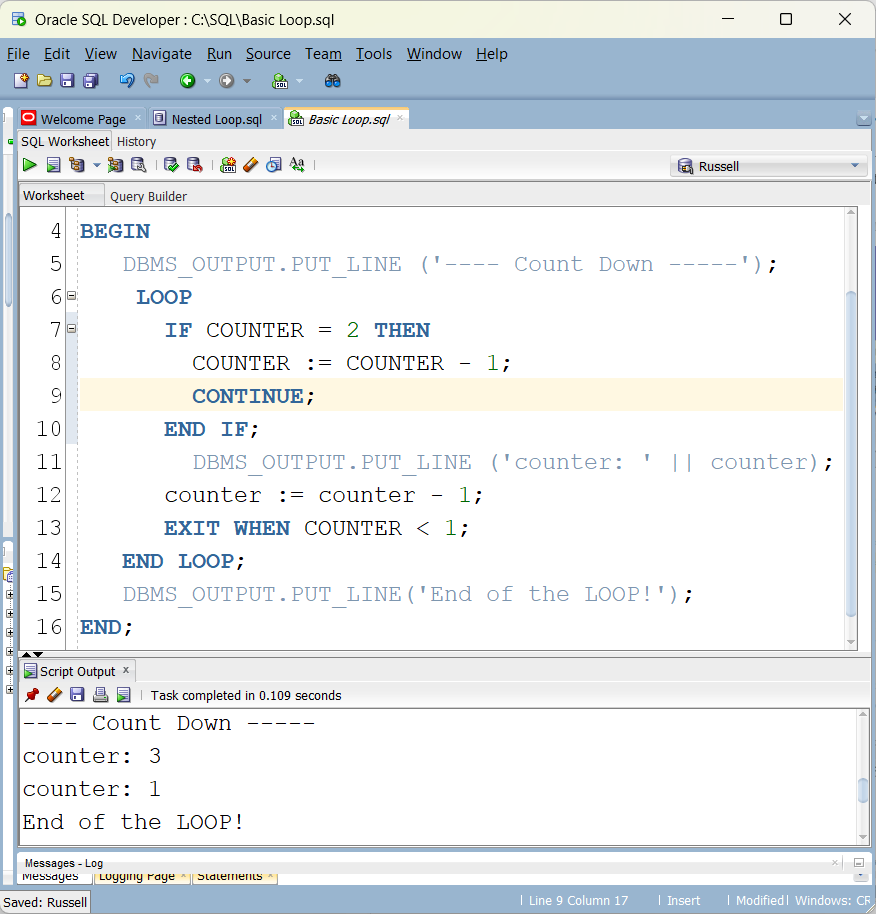 Oracle SQL Developer : C:\SQL\Basic Loop.sql
File Edit View Navigate Run Source Team Tools Window Help
Welcome Page × Nested Loop.sql × Basic Loop.sql ×
SQL Worksheet History
Russell
Worksheet Query Builder
4 BEGIN
5 DBMS_OUTPUT.PUT_LINE ('---- Count Down -----');
6 LOOP
7 IF COUNTER = 2 THEN
8 COUNTER := COUNTER - 1;
9 CONTINUE;
10 END IF;
11 DBMS_OUTPUT.PUT_LINE ('counter: ' || counter);
12 counter := counter - 1;
13 EXIT WHEN COUNTER < 1;
14 END LOOP;
15 DBMS_OUTPUT.PUT_LINE('End of the LOOP!');
16 END;
Script Output ×
Task completed in 0.109 seconds
---- Count Down -----
counter: 3
counter: 1
End of the LOOP!
Messages - Log ×
Messages Logging Page × Statements ×
Saved: Russell
Line 9 Column 17 Insert Modified Windows: CR